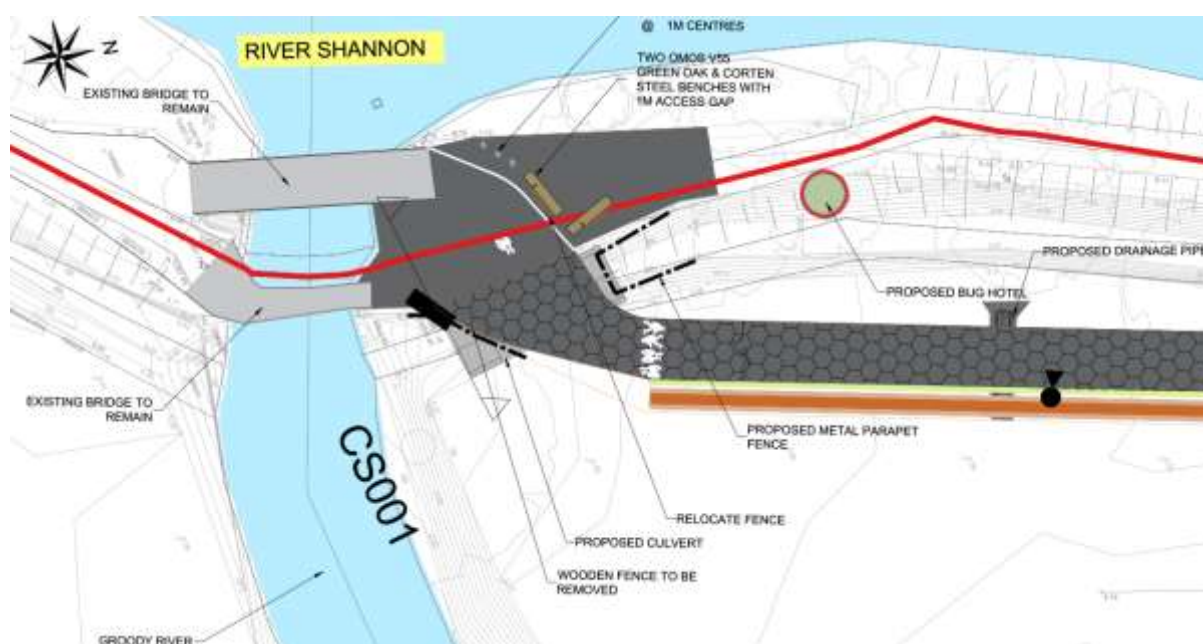 @ 1M CENTRES
N
RIVER SHANNON
TWO OMOS V55
GREEN OAK & CORTEN
STEEL BENCHES WITH
1M ACCESS GAP
EXISTING BRIDGE TO
REMAIN
PROPOSED DRAINAGE PIPE
PROPOSED BUG HOTEL
EXISTING BRIDGE TO
REMAIN
PROPOSED METAL PARAPET
FENCE
CS001
RELOCATE FENCE
PROPOSED CULVERT
WOODEN FENCE TO BE
REMOVED
GROODY RIVER